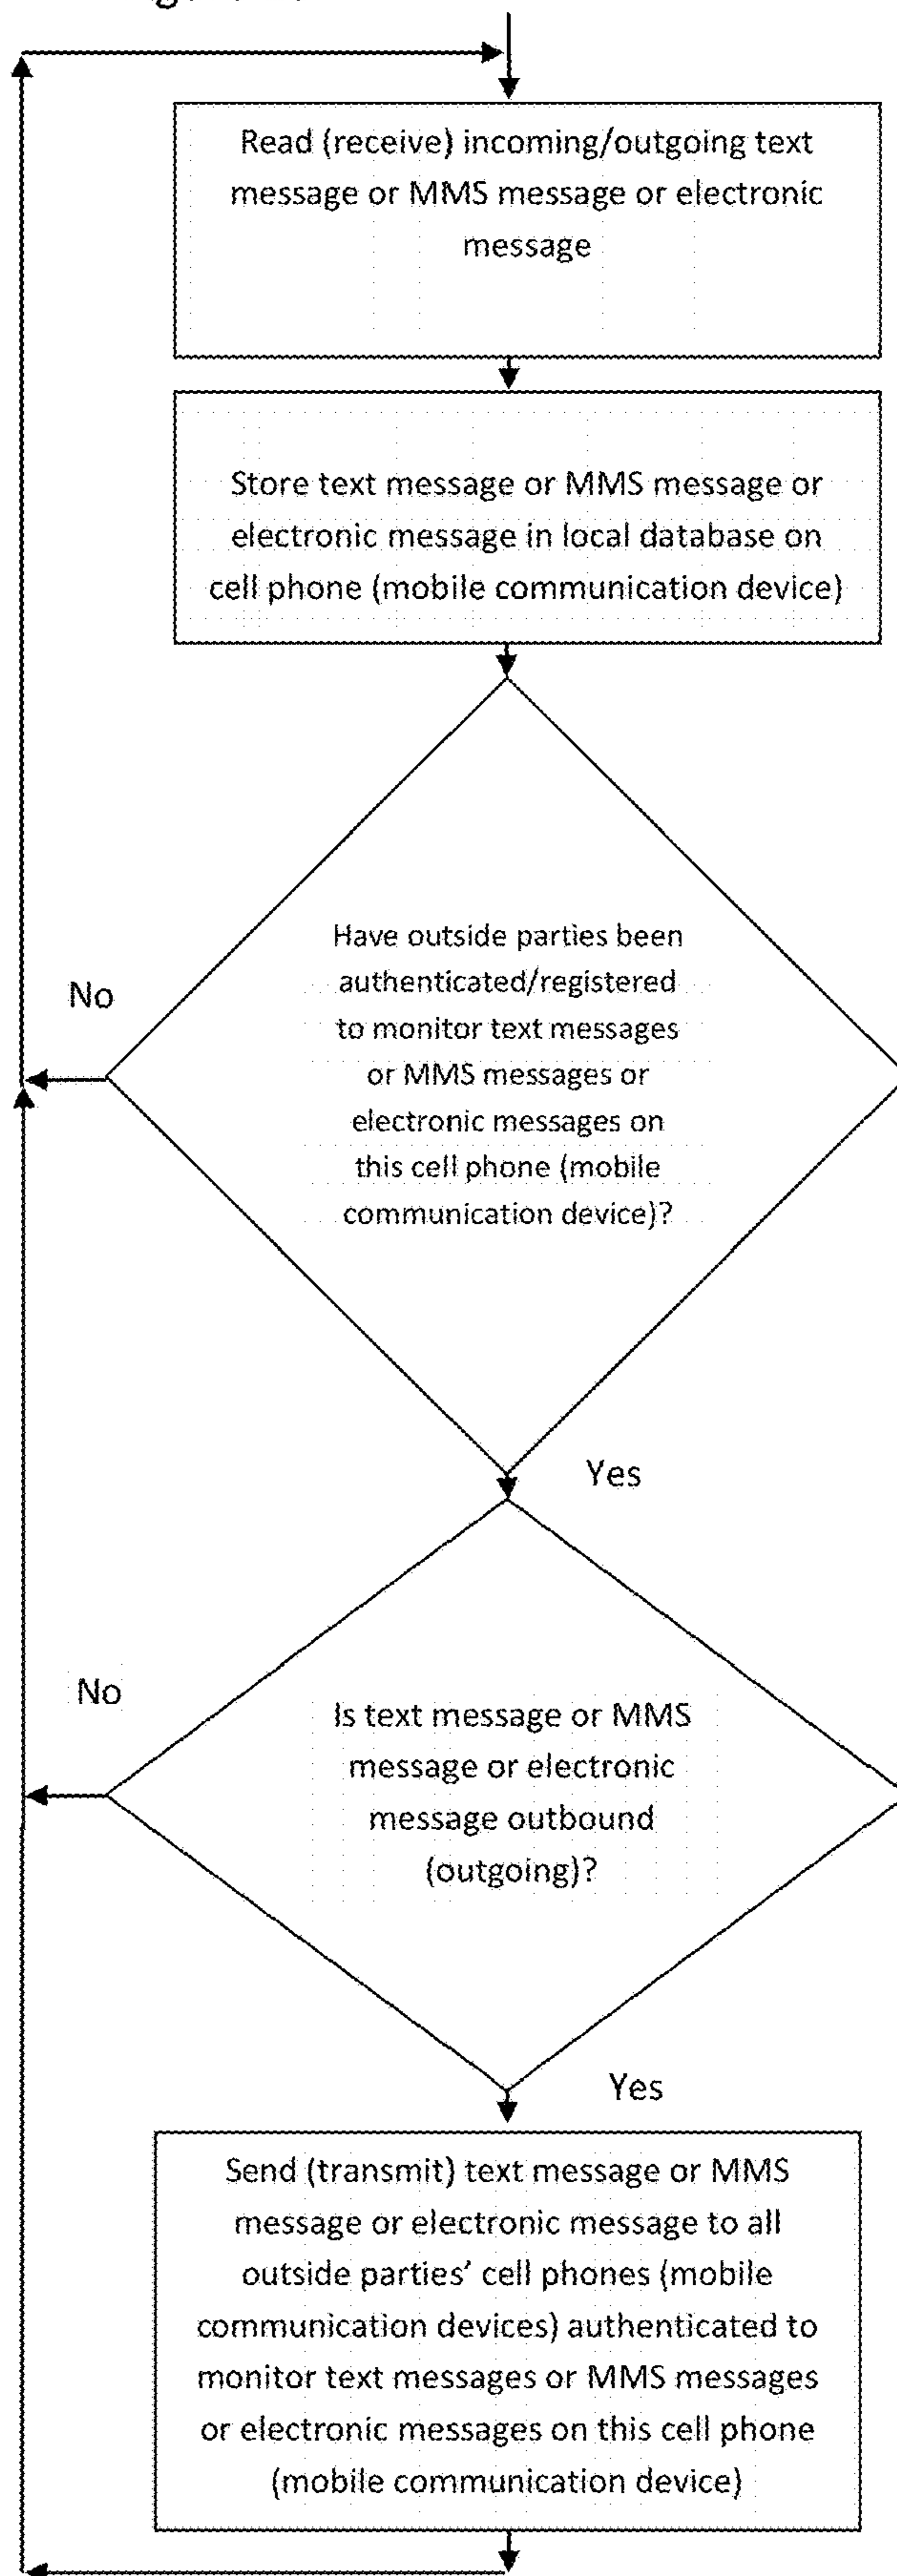 Read (receive) incoming/outgoing text
message or MMS message or electronic
message
Store text message or MMS message or
electronic message in local database on
cell phone (mobile communication device)
Have outside parties been
authenticated/registered
to monitor text messages
or MMS messages or
electronic messages on
this cell phone (mobile
communication device)?
No
Yes
No
Is text message or MMS
message or electronic
message outbound
(outgoing)?
Yes
Send (transmit) text message or MMS
message or electronic message to all
outside parties’ cell phones (mobile
communication devices) authenticated to
monitor text messages or MMS messages
or electronic messages on this cell phone
(mobile communication device)